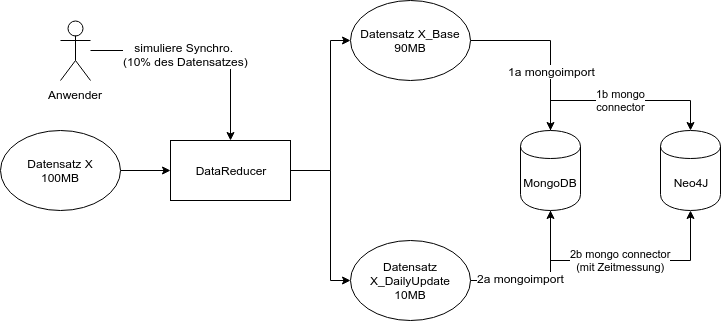 simuliere Synchro.
(10% des Datensatzes)
Anwender
Datensatz X
100MB
DataReducer
Datensatz X_Base
90MB
1a mongoimport
1b mongo
connector
MongoDB
Neo4J
Datensatz
X_DailyUpdate
10MB
2a mongoimport
2b mongo connector
(mit Zeitmessung)